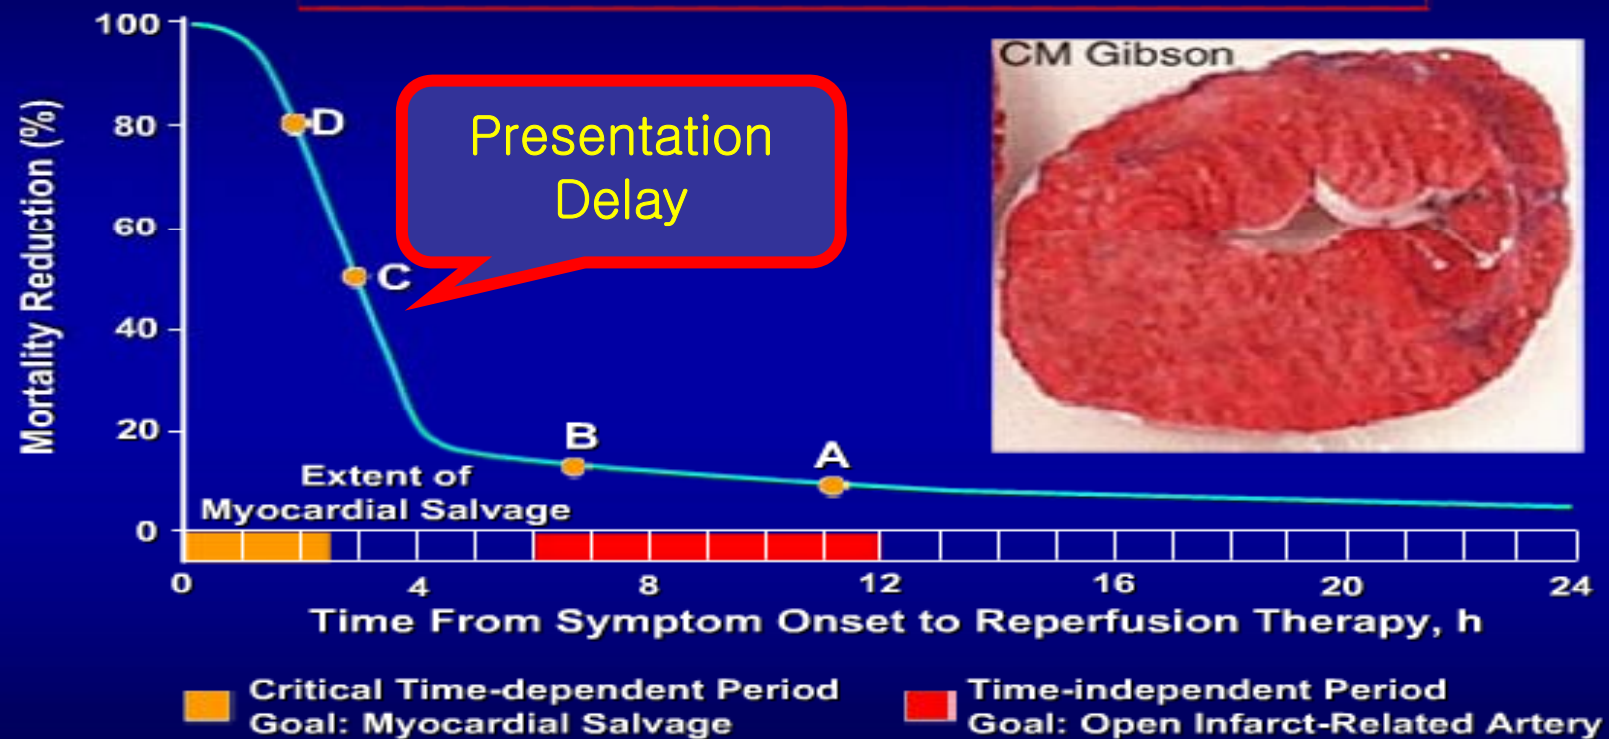 Mortality Reduction (%)
100
80
60
40
20
0
D
C
B
A
Presentation
Delay
CM Gibson
Extent of
Myocardial Salvage
0 4 8 12 16 20 24
Time From Symptom Onset to Reperfusion Therapy, h
Critical Time-dependent Period
Goal: Myocardial Salvage
Time-independent Period
Goal: Open Infarct-Related Artery